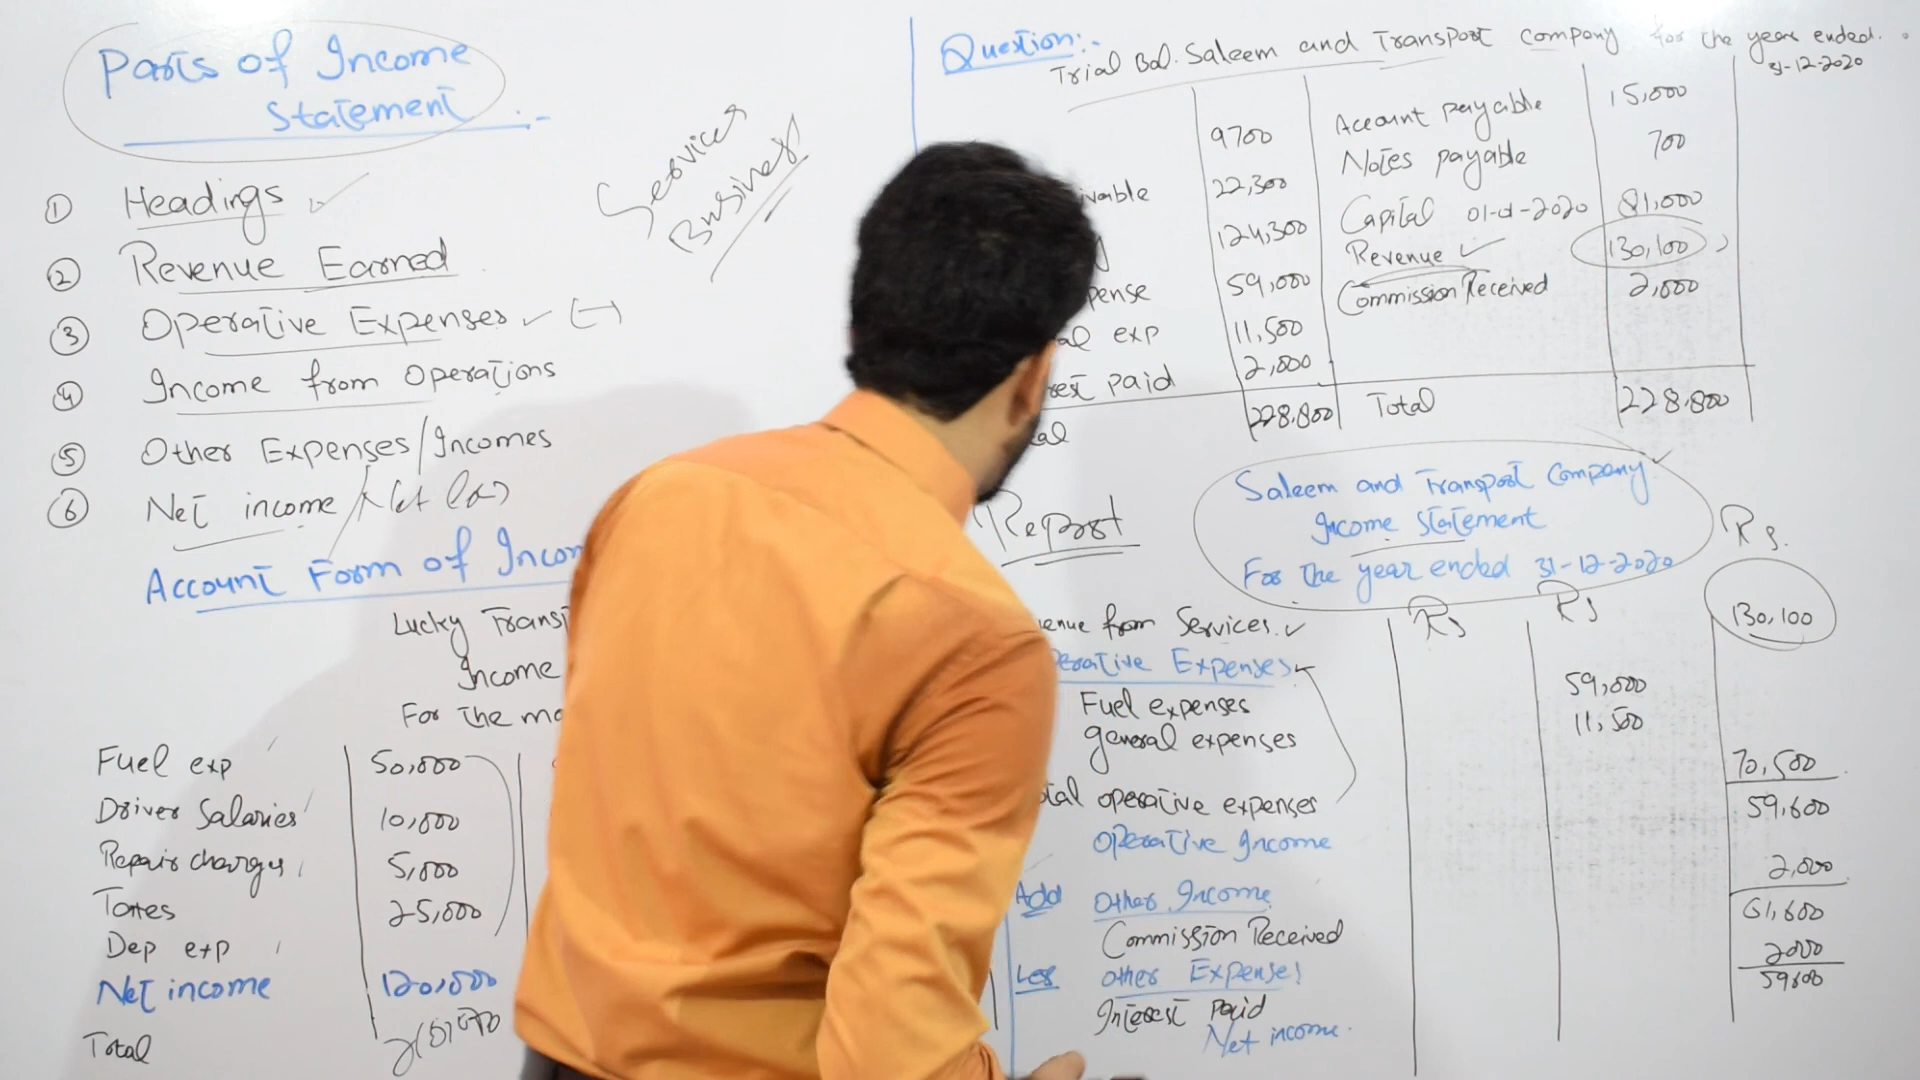 Parts of Income
Statement :-
① Headings
② Revenue Earned
③ Operative Expenses (-)
④ Income from Operations
⑤ Other Expenses/Incomes
⑥ Net income/
Services
Business
Account Form of Incom
Lucky Transp
Income
For the mo
Fuel exp 50,000
Driver Salaries 10,000
Repair charges 5,000
Taxes 25,000
Dep exp
Net income 120,000
Total
Question:-
Trial Bal. Saleem and Transport Company for the year ended.
31-12-2020
9700 Account payable 15,000
ivable 22,300 Notes payable 700
124,300 Capital 01-01-2020 81,000
Revenue 130,100
pense 59,000 Commission Received 2,000
al exp 11,500
rest paid 2,000
al 228,800 Total 228,800
Report
Saleem and Transport Company
Income Statement
For the year ended 31-12-2020
Rs Rs Rs.
enue from Services. 130,100
erative Expenses
Fuel expenses 59,000
general expenses 11,500
70,500
otal operative expenses 59,600
Operative Income
2,000
Add Other Income 61,600
Commission Received
Les Other Expenses 2000
Interest Paid 59600
Net income.